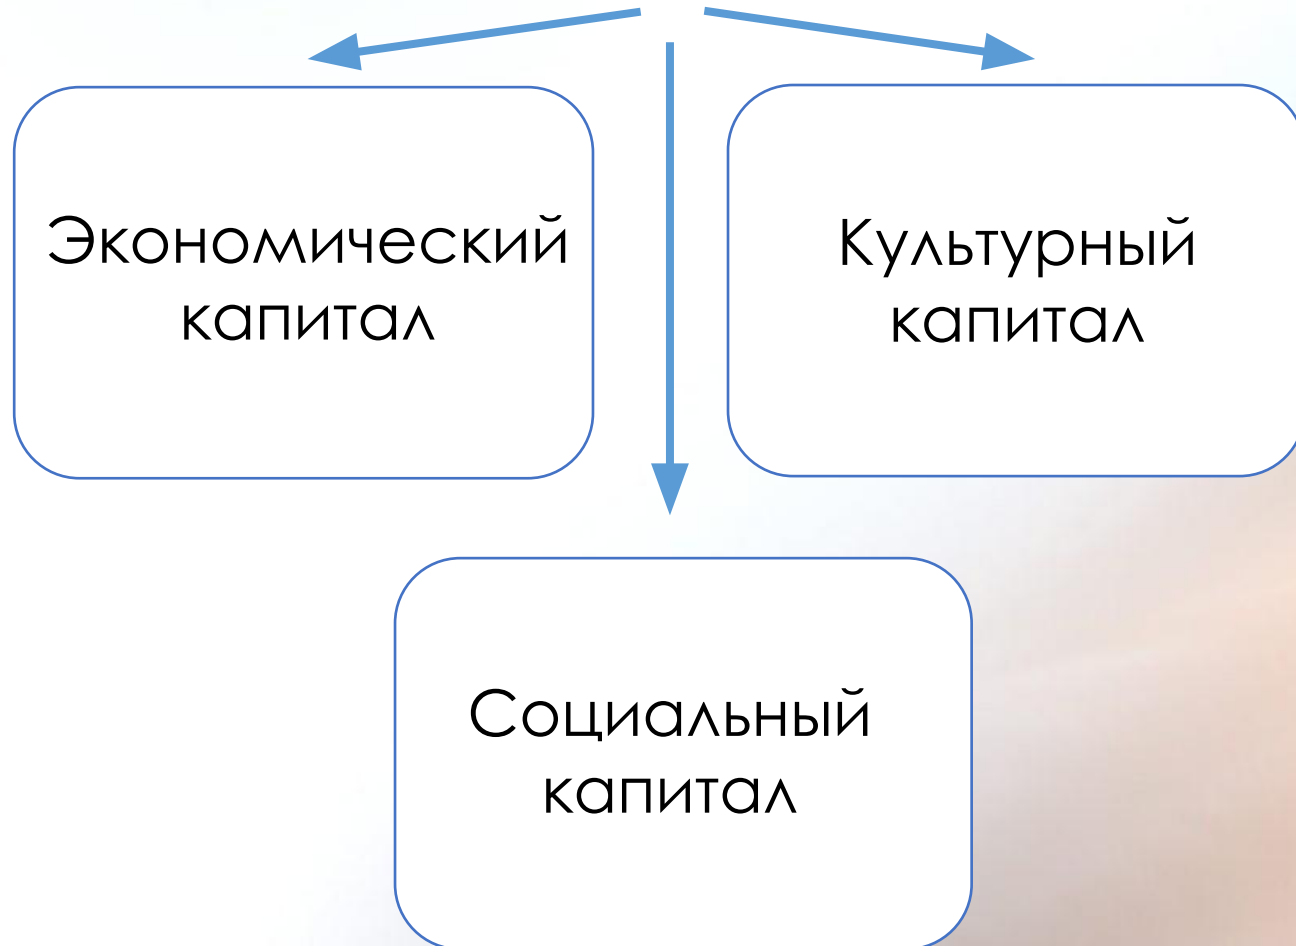 Экономический
капитал
Культурный
капитал
Социальный
капитал